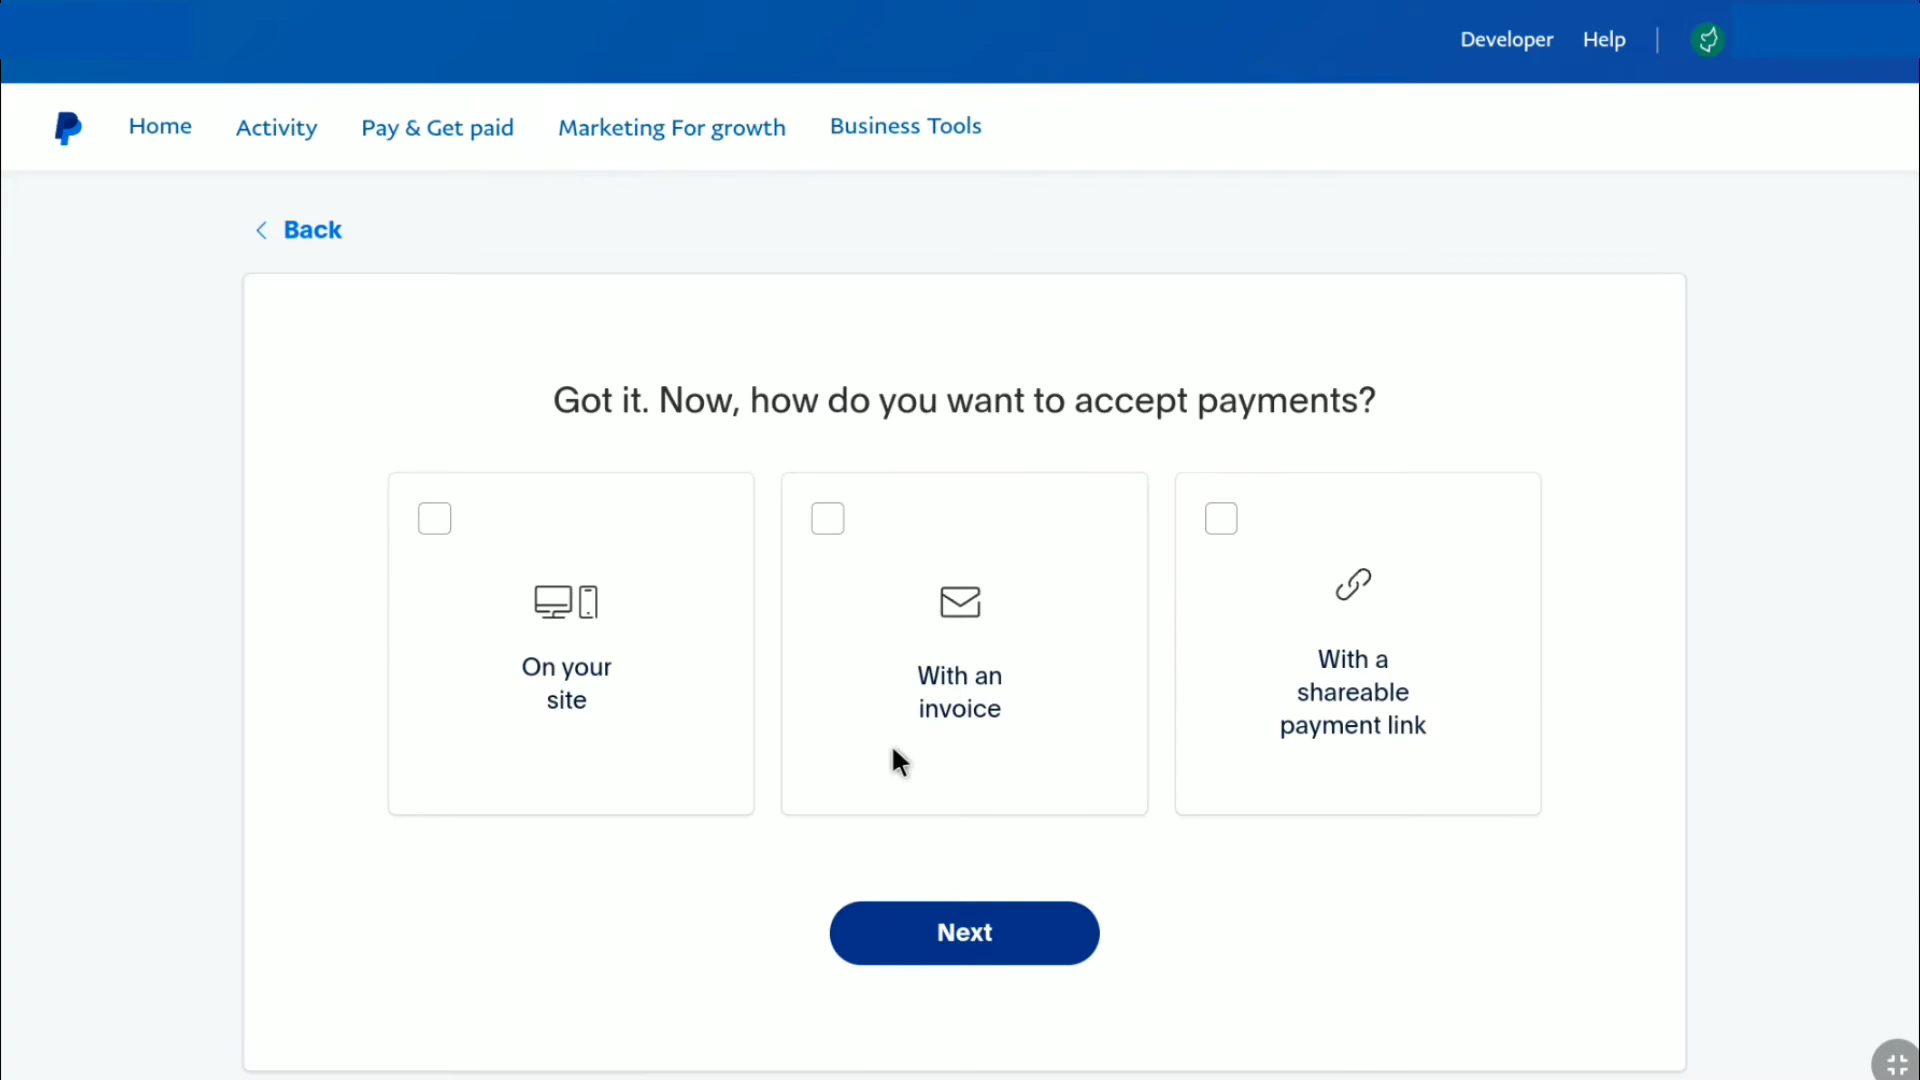 Developer Help
Home Activity Pay & Get paid Marketing For growth Business Tools
Back
Got it. Now, how do you want to accept payments?
On your
site
With an
invoice
With a
shareable
payment link
Next